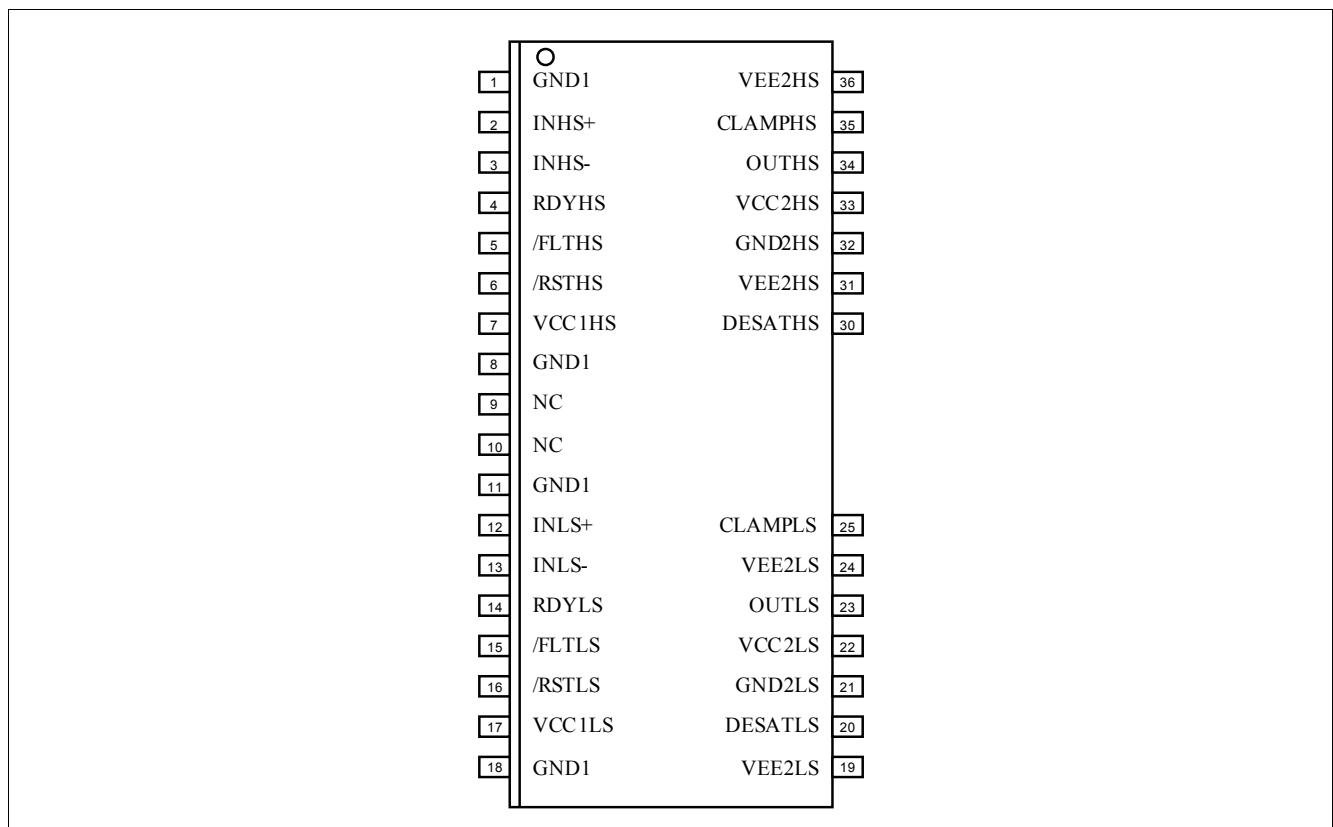 1 GND1 VEE2HS 36
2 INHS+ CLAMPHS 35
3 INHS- OUTHS 34
4 RDYHS VCC2HS 33
5 /FLTHS GND2HS 32
6 /RSTHS VEE2HS 31
7 VCC1HS DESATHS 30
8 GND1
9 NC
10 NC
11 GND1
12 INLS+ CLAMPLS 25
13 INLS- VEE2LS 24
14 RDYLS OUTLS 23
15 /FLTLS VCC2LS 22
16 /RSTLS GND2LS 21
17 VCC1LS DESATLS 20
18 GND1 VEE2LS 19